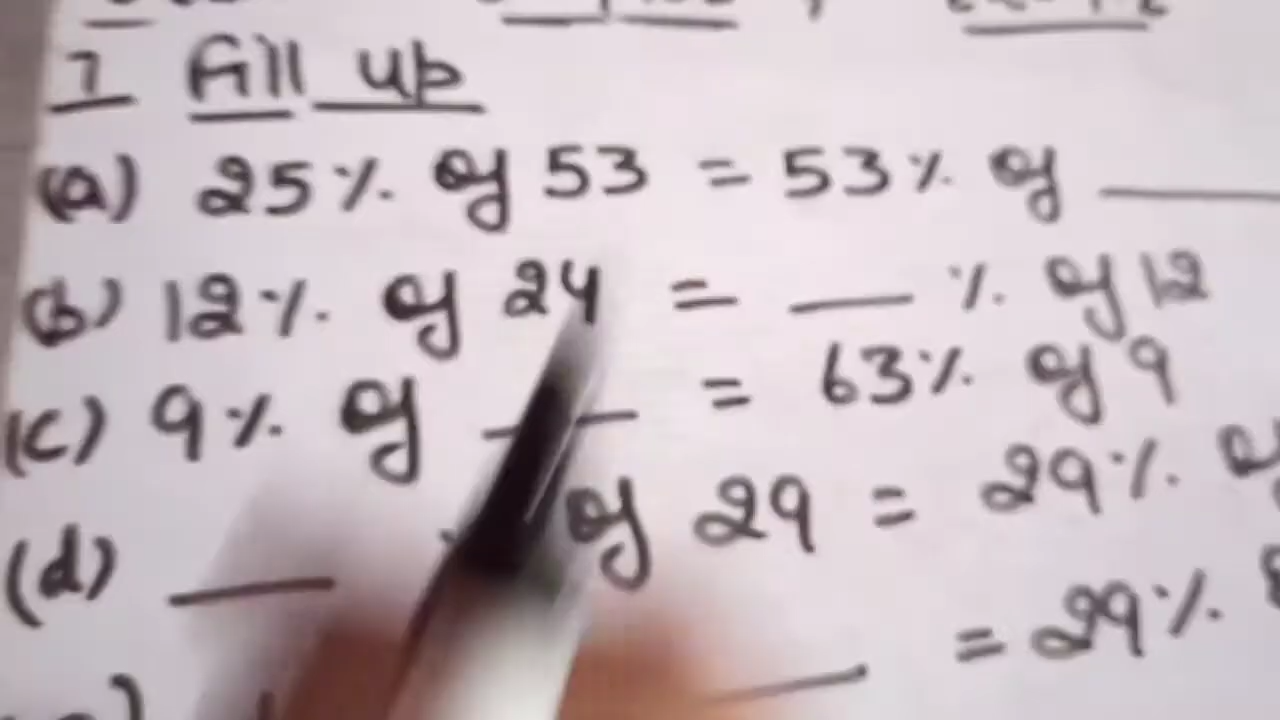 I Fill up
(a) 25% of 53 = 53% of ____
(b) 12% of 24 = ___ % of 12
(c) 9% of ___ = 63% of 9
(d) ___ of 29 = 29%
___ = 29%